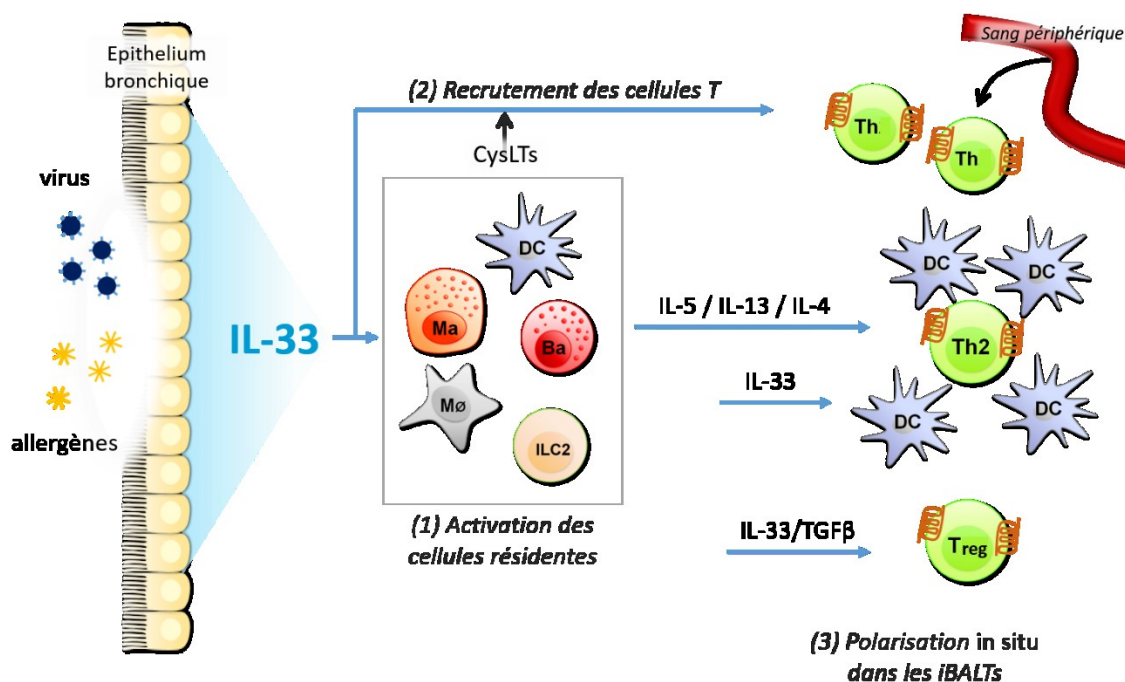 Epithelium
bronchique
virus
allergènes
IL-33
(2) Recrutement des cellules T
CysLTs
DC
Ma
Ba
Mø
ILC2
(1) Activation des
cellules résidentes
Sang périphérique
Th
Th
IL-5 / IL-13 / IL-4
IL-33
DC
DC
Th2
DC
DC
IL-33/TGFβ
Treg
(3) Polarisation in situ
dans les iBALTs